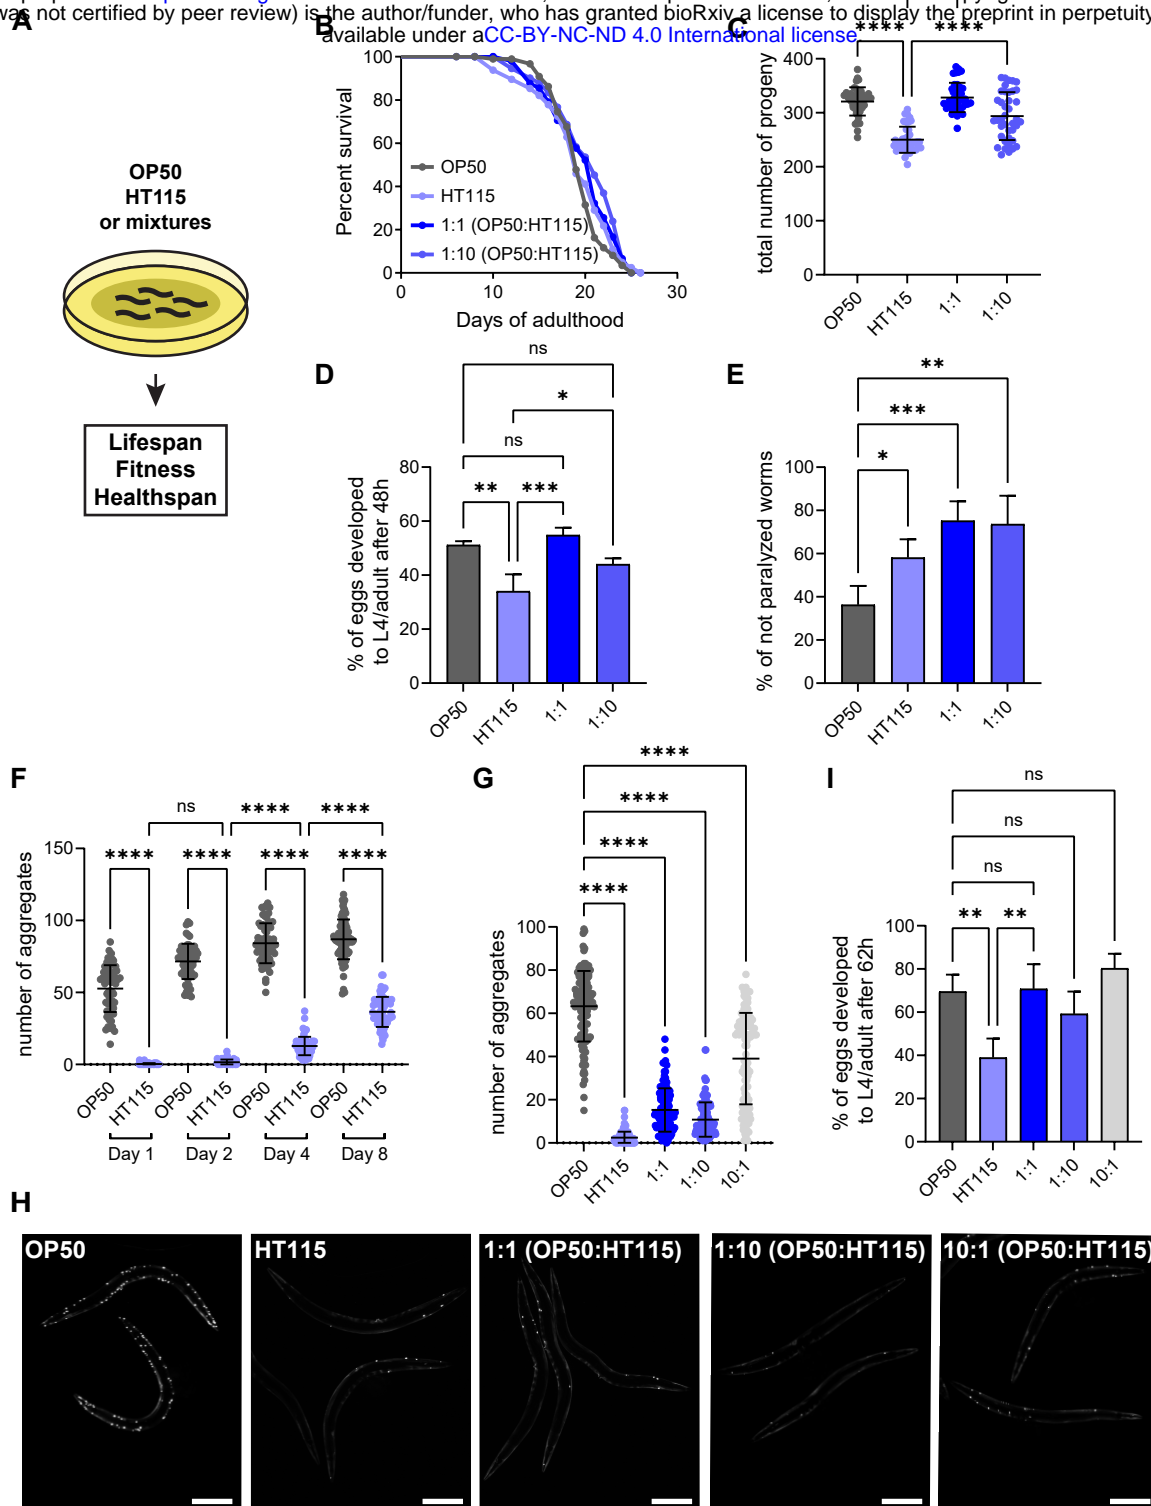 was not certified by peer review) is the author/funder, who has granted bioRxiv a license to display the preprint in perpetuity
available under aCC-BY-NC-ND 4.0 International license
A
OP50
HT115
or mixtures
Lifespan
Fitness
Healthspan
B
Percent survival
100
80
60
40
20
0
OP50
HT115
1:1 (OP50:HT115)
1:10 (OP50:HT115)
0
10
20
30
Days of adulthood
C
total number of progeny
**** ****
400
300
200
100
0
OP50
HT115
1:1
1:10
D
% of eggs developed
to L4/adult after 48h
ns
*
ns
** ***
80
60
40
20
0
OP50
HT115
1:1
1:10
E
% of not paralyzed worms
**
***
*
100
80
60
40
20
0
OP50
HT115
1:1
1:10
F
number of aggregates
ns **** ****
**** **** **** ****
150
100
50
0
OP50
HT115
OP50
HT115
OP50
HT115
OP50
HT115
Day 1
Day 2
Day 4
Day 8
G
number of aggregates
****
****
****
****
100
80
60
40
20
0
OP50
HT115
1:1
1:10
10:1
I
% of eggs developed
to L4/adult after 62h
ns
ns
ns
** **
100
80
60
40
20
0
OP50
HT115
1:1
1:10
10:1
H
OP50
HT115
1:1 (OP50:HT115)
1:10 (OP50:HT115)
10:1 (OP50:HT115)